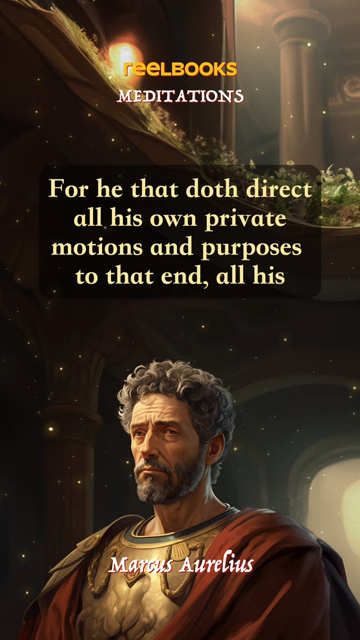 reelBOOKS
MEDITATIONS
For he that doth direct
all his own private
motions and purposes
to that end, all his
Marcus Aurelius